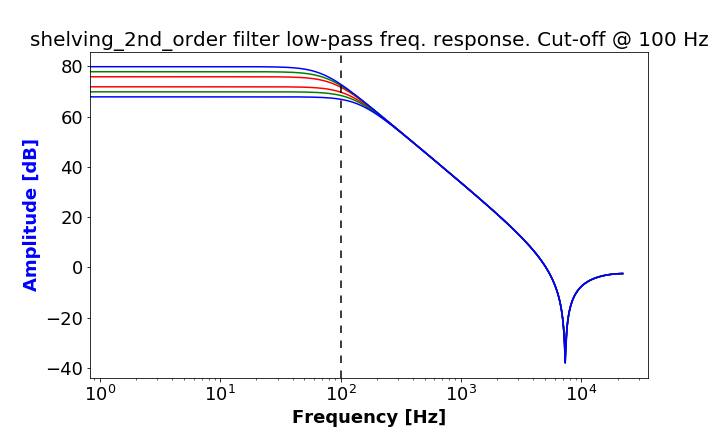 shelving_2nd_order filter low-pass freq. response. Cut-off @ 100 Hz
80
60
40
20
0
−20
−40
Amplitude [dB]
10⁰ 10¹ 10² 10³ 10⁴
Frequency [Hz]